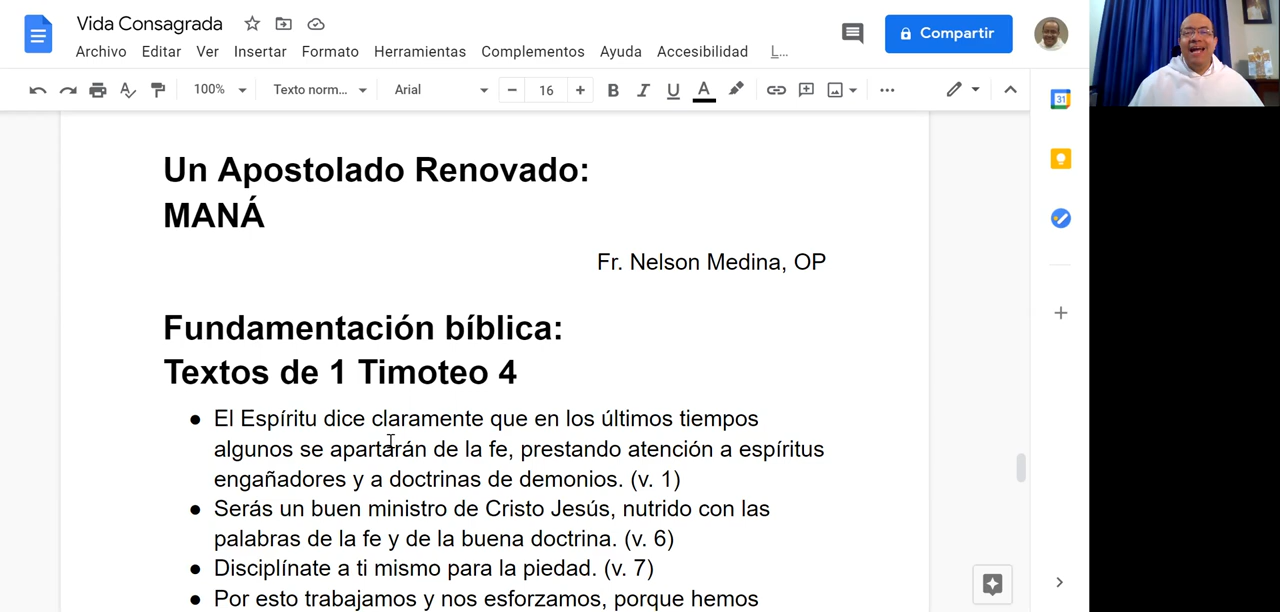 Vida Consagrada
Archivo Editar Ver Insertar Formato Herramientas Complementos Ayuda Accesibilidad L...
Compartir
100% Texto norm... Arial 16 B I U A
31
Un Apostolado Renovado:
MANÁ
Fr. Nelson Medina, OP
Fundamentación bíblica:
Textos de 1 Timoteo 4
● El Espíritu dice claramente que en los últimos tiempos
algunos se apartarán de la fe, prestando atención a espíritus
engañadores y a doctrinas de demonios. (v. 1)
● Serás un buen ministro de Cristo Jesús, nutrido con las
palabras de la fe y de la buena doctrina. (v. 6)
● Disciplínate a ti mismo para la piedad. (v. 7)
● Por esto trabajamos y nos esforzamos, porque hemos